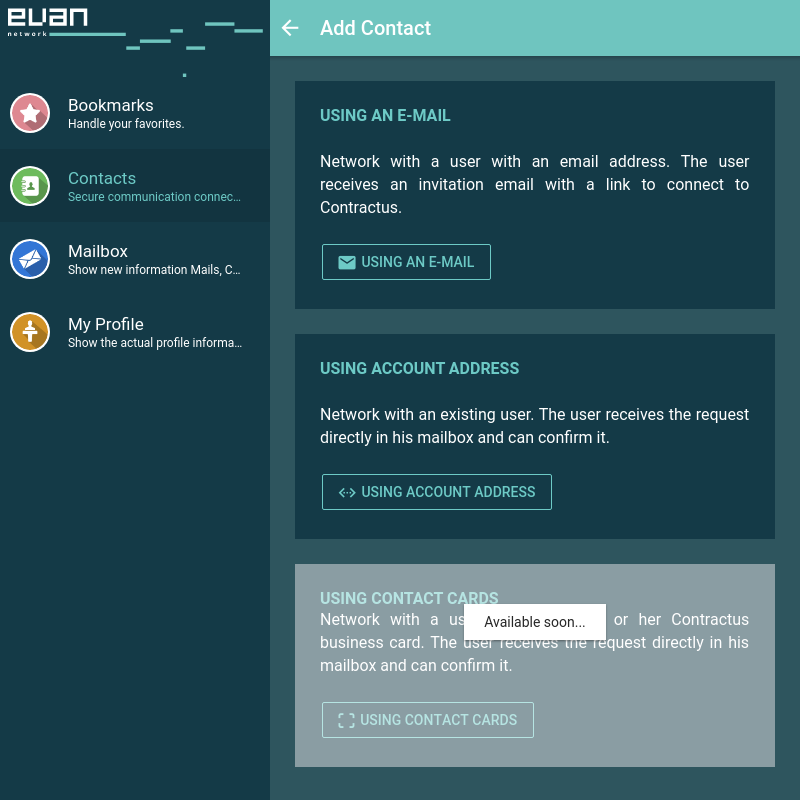 evan
network
Add Contact
Bookmarks
Handle your favorites.
Contacts
Secure communication connec...
Mailbox
Show new information Mails, C...
My Profile
Show the actual profile informa...
USING AN E-MAIL
Network with a user with an email address. The user
receives an invitation email with a link to connect to
Contractus.
USING AN E-MAIL
USING ACCOUNT ADDRESS
Network with an existing user. The user receives the request
directly in his mailbox and can confirm it.
USING ACCOUNT ADDRESS
USING CONTACT CARDS
Available soon...
Network with a or her Contractus
business card. The user receives the request directly in his
mailbox and can confirm it.
USING CONTACT CARDS